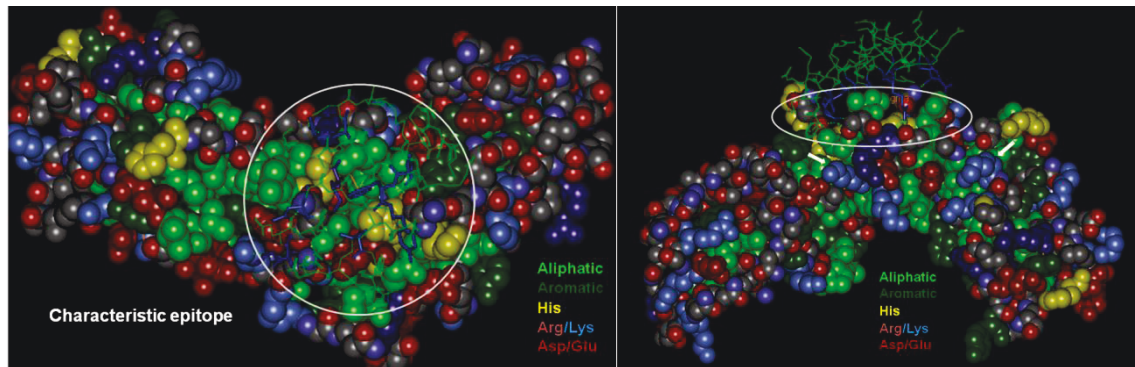 Characteristic epitope
Aliphatic
Aromatic
His
Arg/Lys
Asp/Glu
Aliphatic
Aromatic
His
Arg/Lys
Asp/Glu